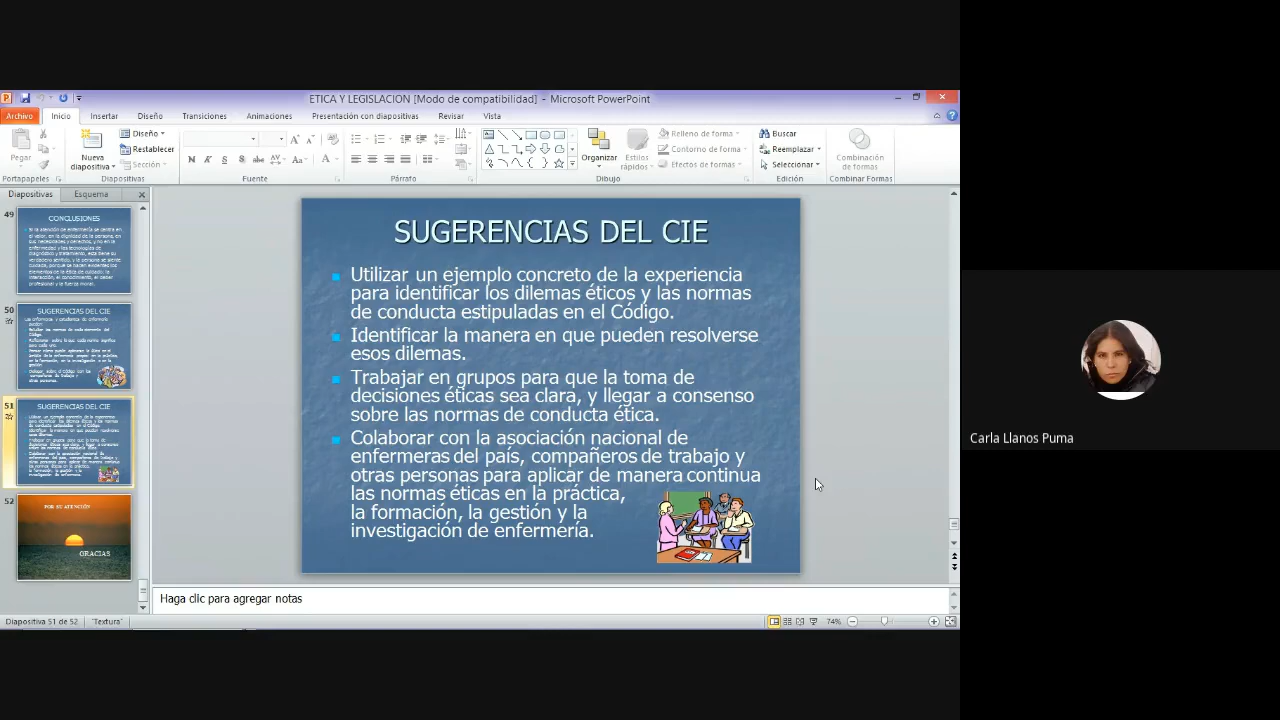 ETICA Y LEGISLACION [Modo de compatibilidad] - Microsoft PowerPoint
Archivo Inicio Insertar Diseño Transiciones Animaciones Presentación con diapositivas Revisar Vista
Pegar
Nueva diapositiva
Diseño
Restablecer
Sección
Organizar
Estilos rápidos
Relleno de forma
Contorno de forma
Efectos de formas
Buscar
Reemplazar
Seleccionar
Combinación de formas
Portapapeles Diapositivas Fuente Párrafo Dibujo Edición Combinar Formas
Diapositivas Esquema
49
CONCLUSIONES
50
SUGERENCIAS DEL CIE
51
SUGERENCIAS DEL CIE
52
POR SU ATENCIÓN
GRACIAS
SUGERENCIAS DEL CIE
Utilizar un ejemplo concreto de la experiencia
para identificar los dilemas éticos y las normas
de conducta estipuladas en el Código.
Identificar la manera en que pueden resolverse
esos dilemas.
Trabajar en grupos para que la toma de
decisiones éticas sea clara, y llegar a consenso
sobre las normas de conducta ética.
Colaborar con la asociación nacional de
enfermeras del país, compañeros de trabajo y
otras personas para aplicar de manera continua
las normas éticas en la práctica,
la formación, la gestión y la
investigación de enfermería.
Haga clic para agregar notas
Diapositiva 51 de 52 "Textura" 74%
Carla Llanos Puma